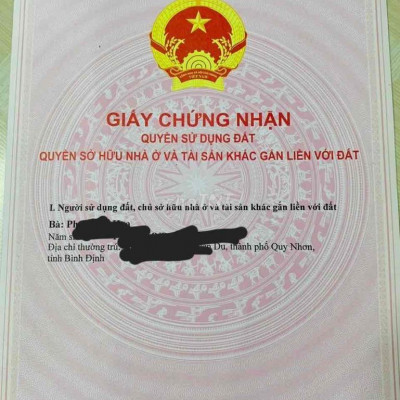 GIẤY CHỨNG NHẬN
QUYỀN SỬ DỤNG ĐẤT
QUYỀN SỞ HỮU NHÀ Ở VÀ TÀI SẢN KHÁC GẮN LIỀN VỚI ĐẤT
I. Người sử dụng đất, chủ sở hữu nhà ở và tài sản khác gắn liền với đất
Bà:
Năm
Địa chỉ thường Du, thành phố Quy Nhơn,
tỉnh Bình Định